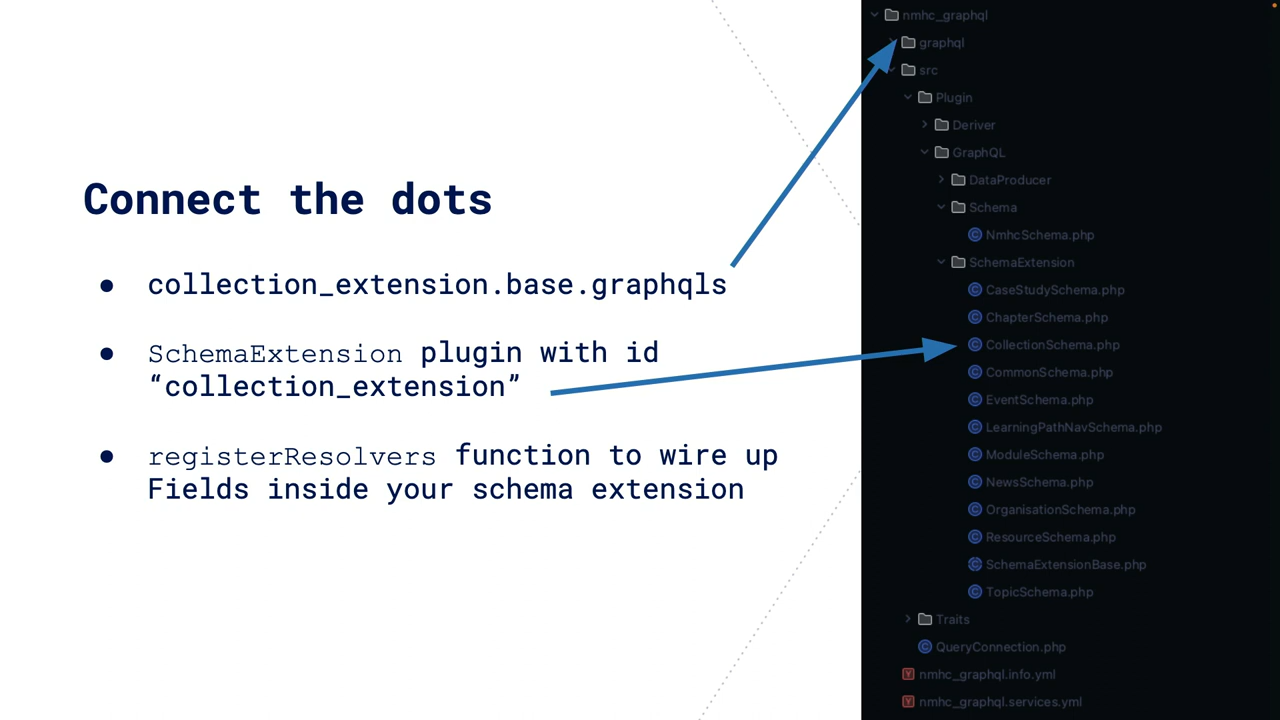 Connect the dots
● collection_extension.base.graphqls
● SchemaExtension plugin with id
“collection_extension”
● registerResolvers function to wire up
Fields inside your schema extension
nmhc_graphql
graphql
src
Plugin
Deriver
GraphQL
DataProducer
Schema
NmhcSchema.php
SchemaExtension
CaseStudySchema.php
ChapterSchema.php
CollectionSchema.php
CommonSchema.php
EventSchema.php
LearningPathNavSchema.php
ModuleSchema.php
NewsSchema.php
OrganisationSchema.php
ResourceSchema.php
SchemaExtensionBase.php
TopicSchema.php
Traits
QueryConnection.php
nmhc_graphql.info.yml
nmhc_graphql.services.yml